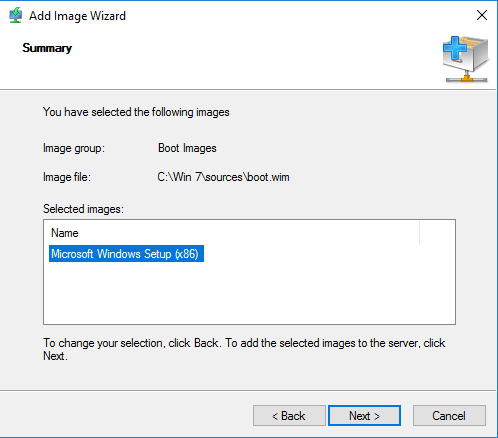 Add Image Wizard
Summary
You have selected the following images
Image group: Boot Images
Image file: C:\Win 7\sources\boot.wim
Selected images:
Name
Microsoft Windows Setup (x86)
To change your selection, click Back. To add the selected images to the server, click
Next.
< Back Next > Cancel